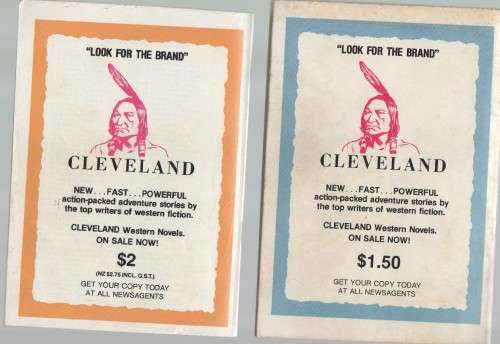 "LOOK FOR THE BRAND"
CLEVELAND
NEW...FAST...POWERFUL
action-packed adventure stories by
the top writers of western fiction.
CLEVELAND Western Novels.
ON SALE NOW!
$2
(NZ $2.75 INCL. G.S.T.)
GET YOUR COPY TODAY
AT ALL NEWSAGENTS
"LOOK FOR THE BRAND"
CLEVELAND
NEW...FAST...POWERFUL
action-packed adventure stories by
the top writers of western fiction.
CLEVELAND Western Novels.
ON SALE NOW!
$1.50
GET YOUR COPY TODAY
AT ALL NEWSAGENTS